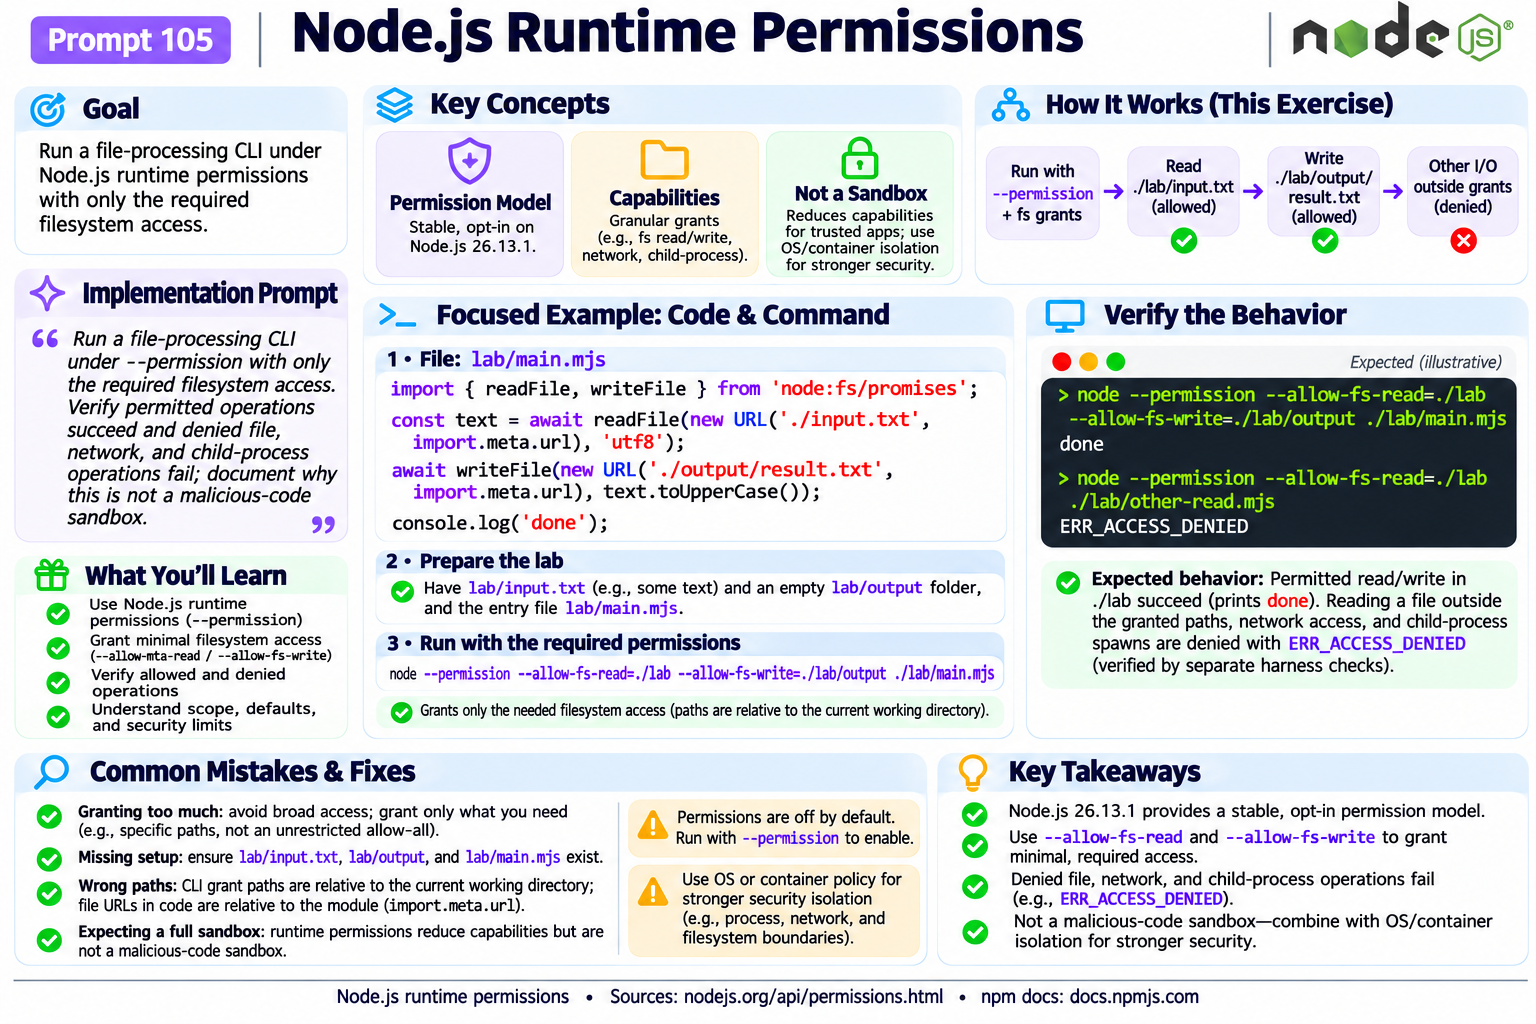 Prompt 105
Node.js Runtime Permissions
node JS ®
Goal
Run a file-processing CLI under
Node.js runtime permissions
with only the required
filesystem access.
Implementation Prompt
“ Run a file-processing CLI
under --permission with only
the required filesystem access.
Verify permitted operations
succeed and denied file,
network, and child-process
operations fail; document why
this is not a malicious-code
sandbox. ”
What You’ll Learn
Use Node.js runtime
permissions (--permission)
Grant minimal filesystem access
(--allow-mta-read / --allow-fs-write)
Verify allowed and denied
operations
Understand scope, defaults,
and security limits
Key Concepts
Permission Model
Stable, opt-in on
Node.js 26.13.1.
Capabilities
Granular grants
(e.g., fs read/write,
network, child-process).
Not a Sandbox
Reduces capabilities
for trusted apps; use
OS/container isolation
for stronger security.
How It Works (This Exercise)
Run with
--permission
+ fs grants
Read
./lab/input.txt
(allowed)
Write
./lab/output/
result.txt
(allowed)
Other I/O
outside grants
(denied)
>_ Focused Example: Code & Command
1 • File: lab/main.mjs
import { readFile, writeFile } from 'node:fs/promises';
const text = await readFile(new URL('./input.txt',
import.meta.url), 'utf8');
await writeFile(new URL('./output/result.txt',
import.meta.url), text.toUpperCase());
console.log('done');
2 • Prepare the lab
Have lab/input.txt (e.g., some text) and an empty lab/output folder,
and the entry file lab/main.mjs.
3 • Run with the required permissions
node --permission --allow-fs-read=./lab --allow-fs-write=./lab/output ./lab/main.mjs
Grants only the needed filesystem access (paths are relative to the current working directory).
Verify the Behavior
Expected (illustrative)
> node --permission --allow-fs-read=./lab
--allow-fs-write=./lab/output ./lab/main.mjs
done
> node --permission --allow-fs-read=./lab
./lab/other-read.mjs
ERR_ACCESS_DENIED
Expected behavior: Permitted read/write in
./lab succeed (prints done). Reading a file outside
the granted paths, network access, and child-process
spawns are denied with ERR_ACCESS_DENIED
(verified by separate harness checks).
Common Mistakes & Fixes
Granting too much: avoid broad access; grant only what you need
(e.g., specific paths, not an unrestricted allow-all).
Missing setup: ensure lab/input.txt, lab/output, and lab/main.mjs exist.
Wrong paths: CLI grant paths are relative to the current working directory;
file URLs in code are relative to the module (import.meta.url).
Expecting a full sandbox: runtime permissions reduce capabilities but are
not a malicious-code sandbox.
Permissions are off by default.
Run with --permission to enable.
Use OS or container policy for
stronger security isolation
(e.g., process, network, and
filesystem boundaries).
Key Takeaways
Node.js 26.13.1 provides a stable, opt-in permission model.
Use --allow-fs-read and --allow-fs-write to grant
minimal, required access.
Denied file, network, and child-process operations fail
(e.g., ERR_ACCESS_DENIED).
Not a malicious-code sandbox—combine with OS/container
isolation for stronger security.
Node.js runtime permissions • Sources: nodejs.org/api/permissions.html • npm docs: docs.npmjs.com